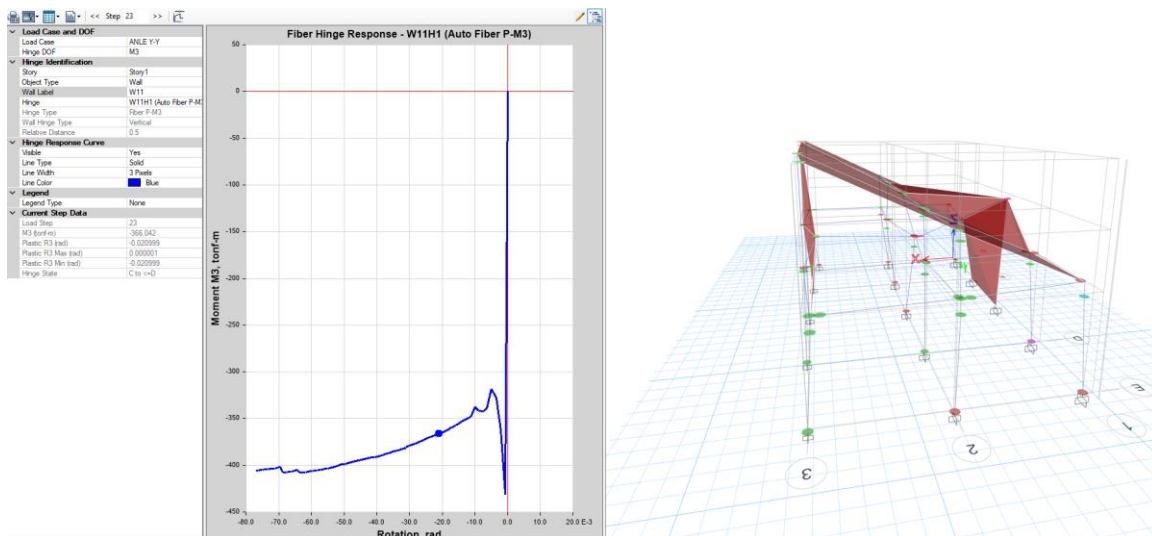 << Step 23 >>
Load Case and DOF
Load Case ANLE Y-Y
Hinge DOF M3
Hinge Identification
Story Story1
Object Type Wall
Wall Label W11
Hinge W11H1 (Auto Fiber P-M3
Hinge Type Fiber P-M3
Wall Hinge Type Vertical
Relative Distance 0.5
Hinge Response Curve
Visible Yes
Line Type Solid
Line Width 3 Pixels
Line Color Blue
Legend
Legend Type None
Current Step Data
Load Step 23
M3 (tonf-m) -366.042
Plastic R3 (rad) -0.020999
Plastic R3 Max (rad) 0.000001
Plastic R3 Min (rad) -0.020999
Hinge State C to <=D
Fiber Hinge Response - W11H1 (Auto Fiber P-M3)
Moment M3, tonf-m
50
0
-50
-100
-150
-200
-250
-300
-350
-400
-450
-80.0 -70.0 -60.0 -50.0 -40.0 -30.0 -20.0 -10.0 0.0 10.0 20.0 E-3
Rotation, rad
X
3
2
1
E
D